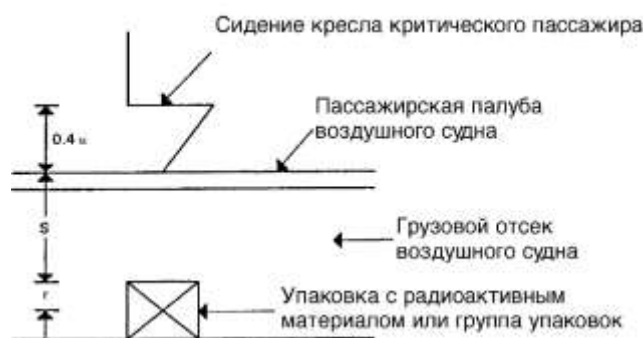 Сидение кресла критического пассажира
Пассажирская палуба
воздушного судна
0.4 м
S
Грузовой отсек
воздушного судна
r
Упаковка с радиоактивным
материалом или группа упаковок